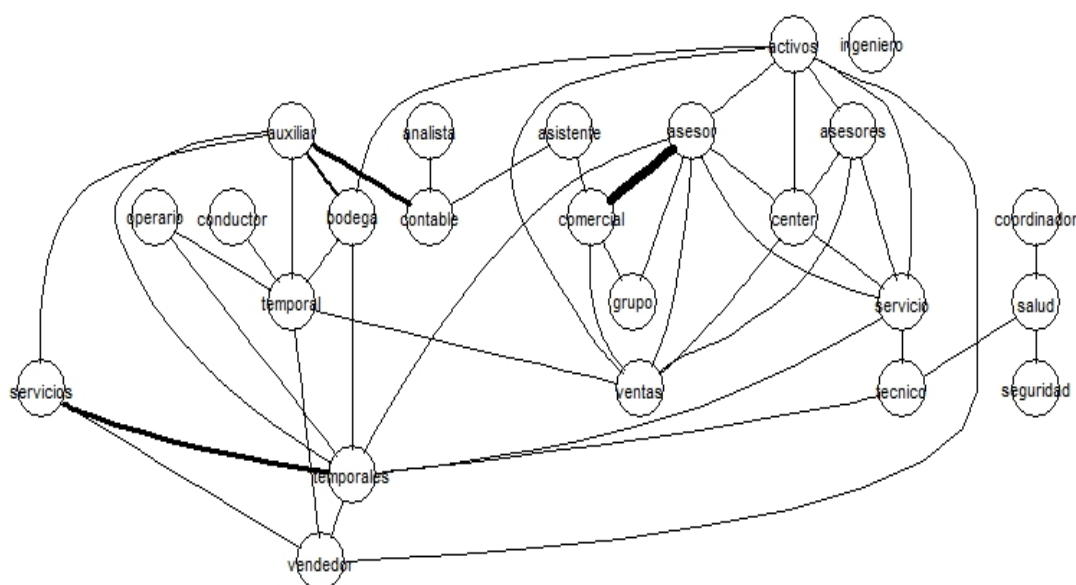 activos
ingeniero
auxiliar
analista
asistente
asesor
asesores
operario
conductor
bodega
contable
comercial
center
coordinador
temporal
grupo
servicio
salud
servicios
ventas
tecnico
seguridad
temporales
vendedor